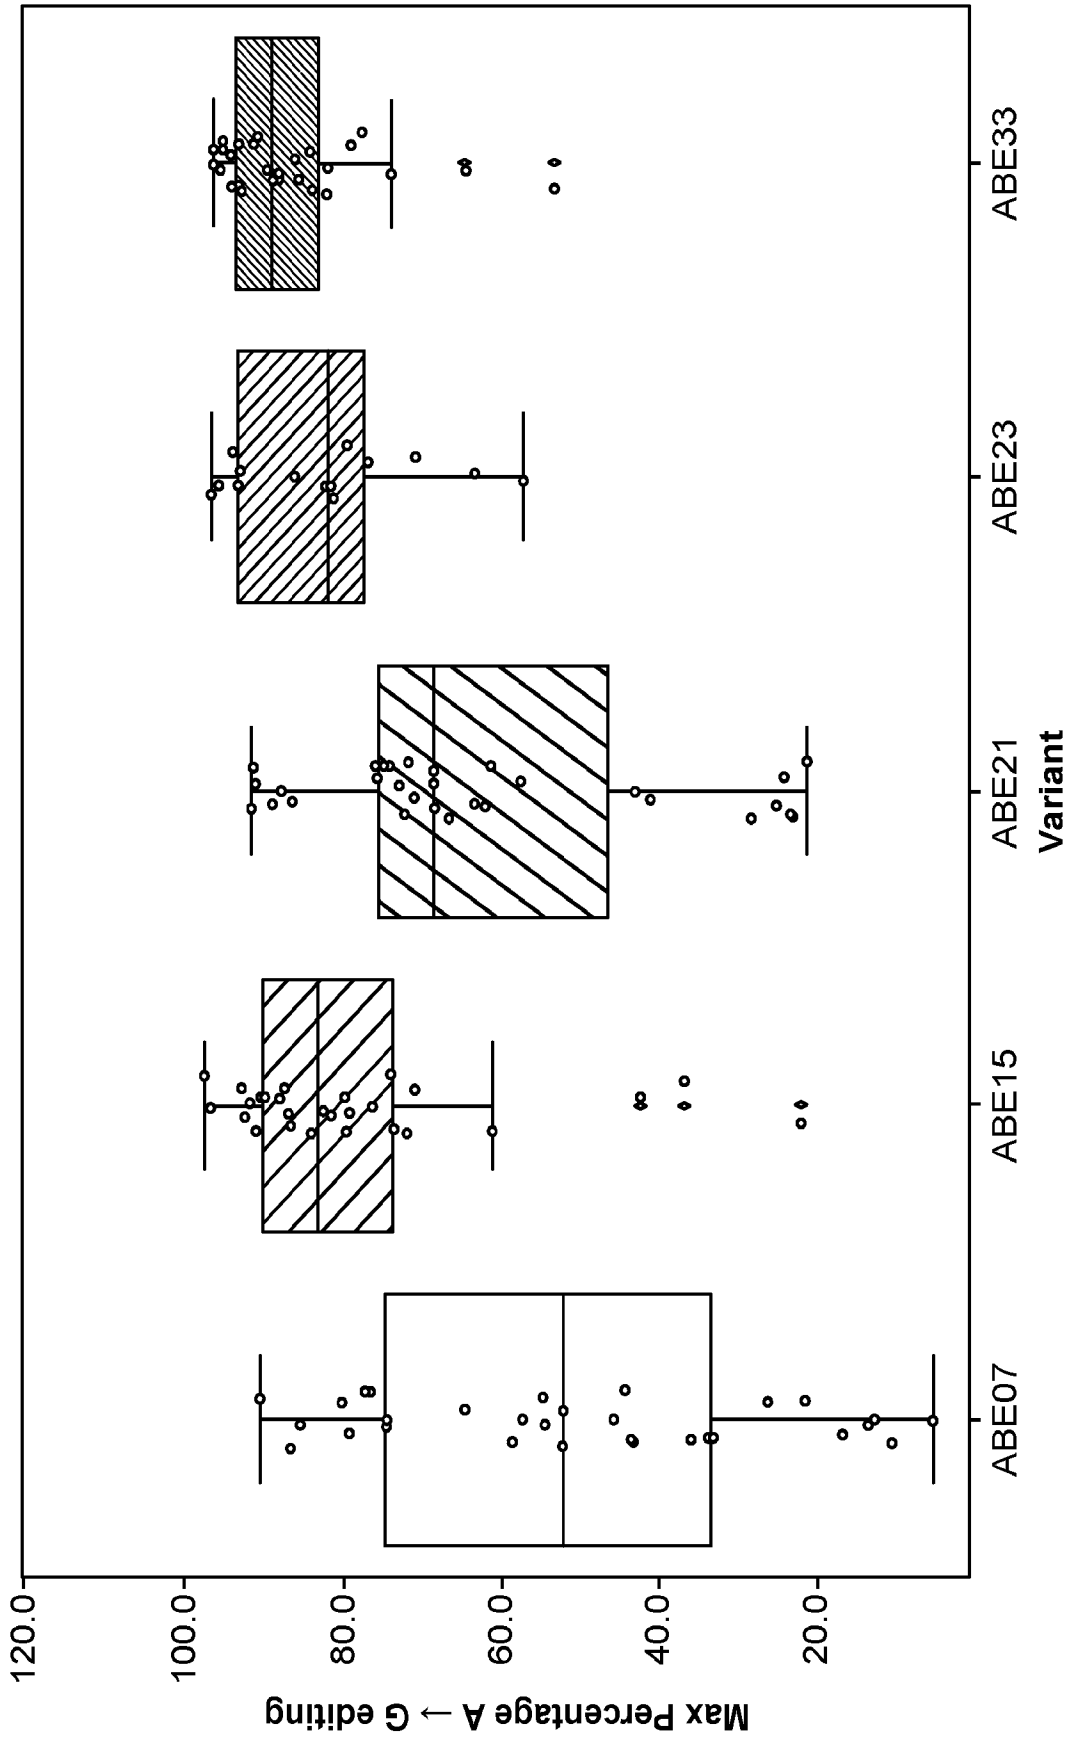 Max Percentage A → G editing
120.0
100.0
80.0
60.0
40.0
20.0
ABE07
ABE15
ABE21
ABE23
ABE33
Variant